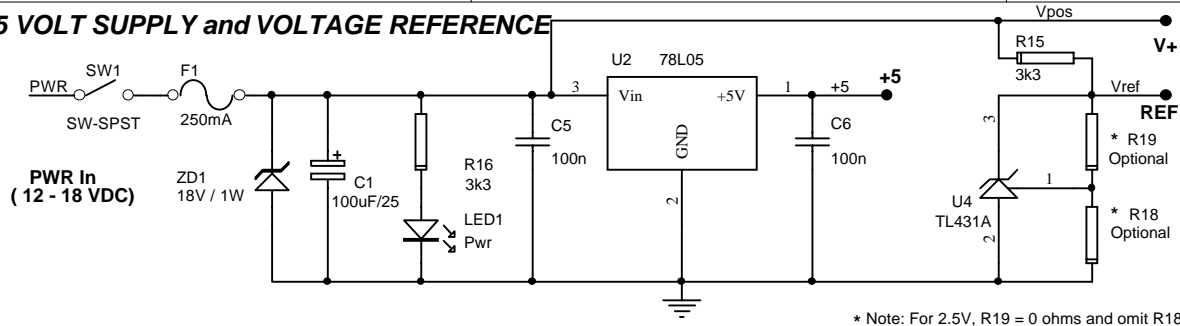 5 VOLT SUPPLY and VOLTAGE REFERENCE
Vpos
V+
PWR
SW1
SW-SPST
F1
250mA
U2 78L05
3
Vin
+5V
GND
2
1
+5
+5
R15
3k3
Vref
REF
PWR In
( 12 - 18 VDC)
ZD1
18V / 1W
+
C1
100uF/25
R16
3k3
LED1
Pwr
C5
100n
C6
100n
3
1
2
U4
TL431A
* R19
Optional
* R18
Optional
* Note: For 2.5V, R19 = 0 ohms and omit R18